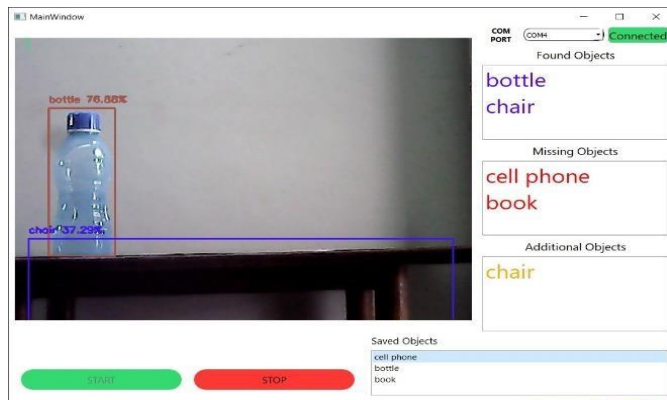 MainWindow
COM
PORT
COM4
Connected
Found Objects
bottle
chair
Missing Objects
cell phone
book
Additional Objects
chair
bottle 76.88%
chair 37.29%
Saved Objects
cell phone
bottle
book
START
STOP